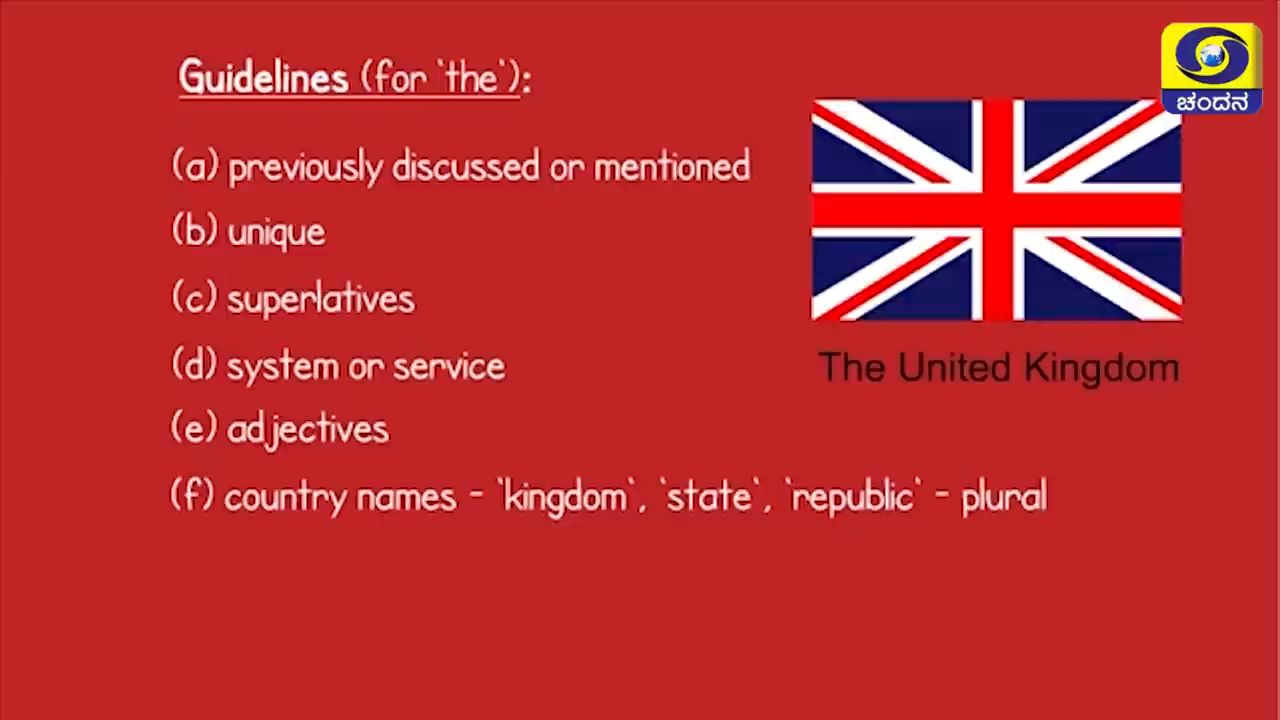 Guidelines (for `the`):
ಚಂದನ
(a) previously discussed or mentioned
(b) unique
(c) superlatives
(d) system or service
The United Kingdom
(e) adjectives
(f) country names - `kingdom`, `state`, `republic` - plural